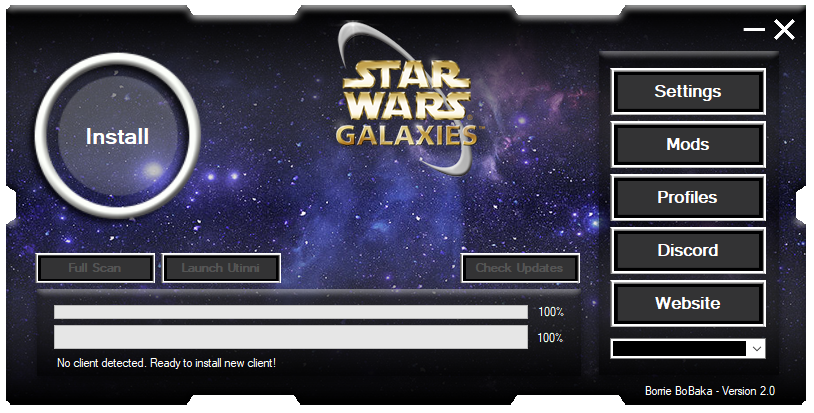 STAR
WARS
GALAXIES™
Install
Settings
Mods
Profiles
Discord
Website
Full Scan
Launch Utinni
Check Updates
100%
100%
No client detected. Ready to install new client!
Borrie BoBaka - Version 2.0